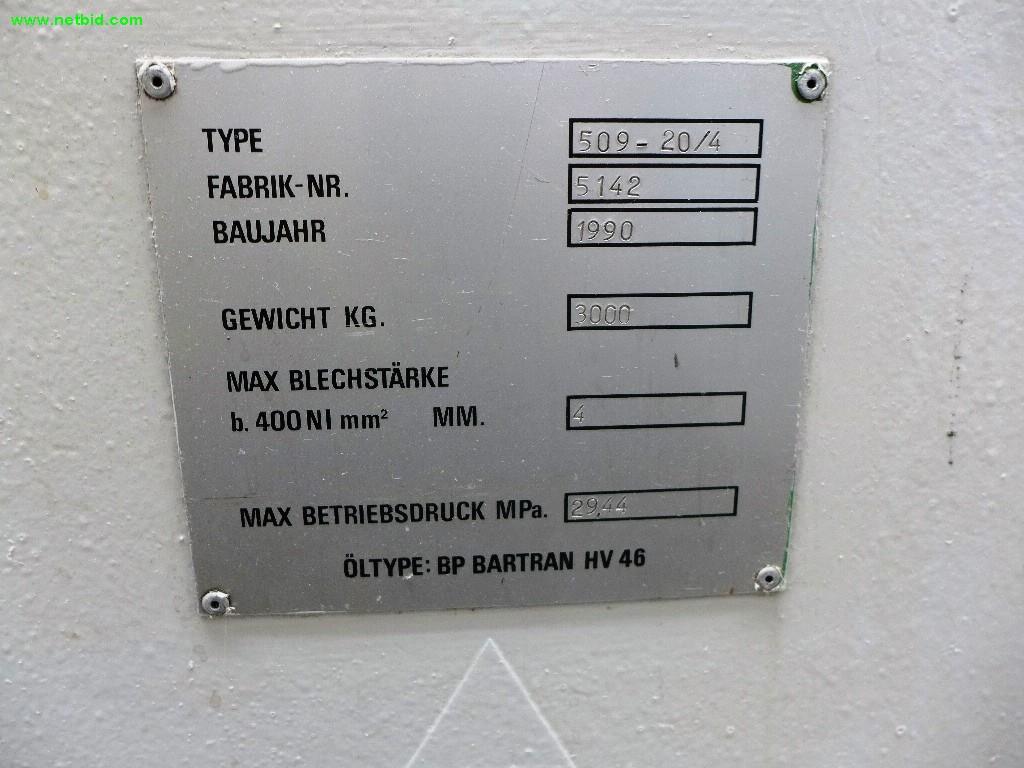 www.netbid.com
TYPE 509-20/4
FABRIK-NR. 5142
BAUJAHR 1990
GEWICHT KG. 3000
MAX BLECHSTÄRKE
b. 400 N I mm² MM. 4
MAX BETRIEBSDRUCK MPa. 29,44
ÖLTYPE: BP BARTRAN HV 46